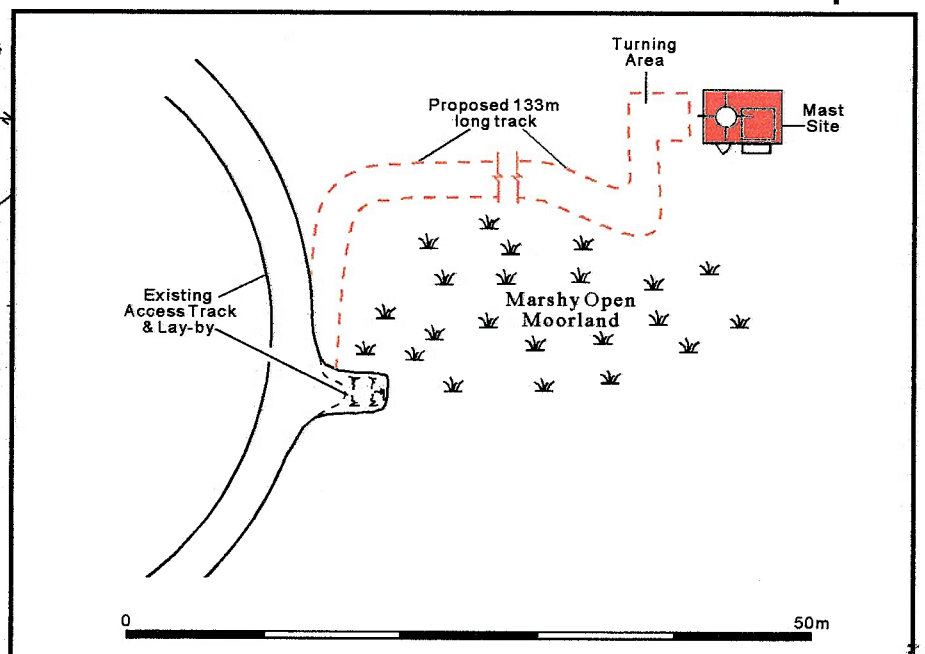 Turning
Area
Proposed 133m
long track
Mast
Site
Existing
Access Track
& Lay-by
Marshy Open
Moorland
0
50m